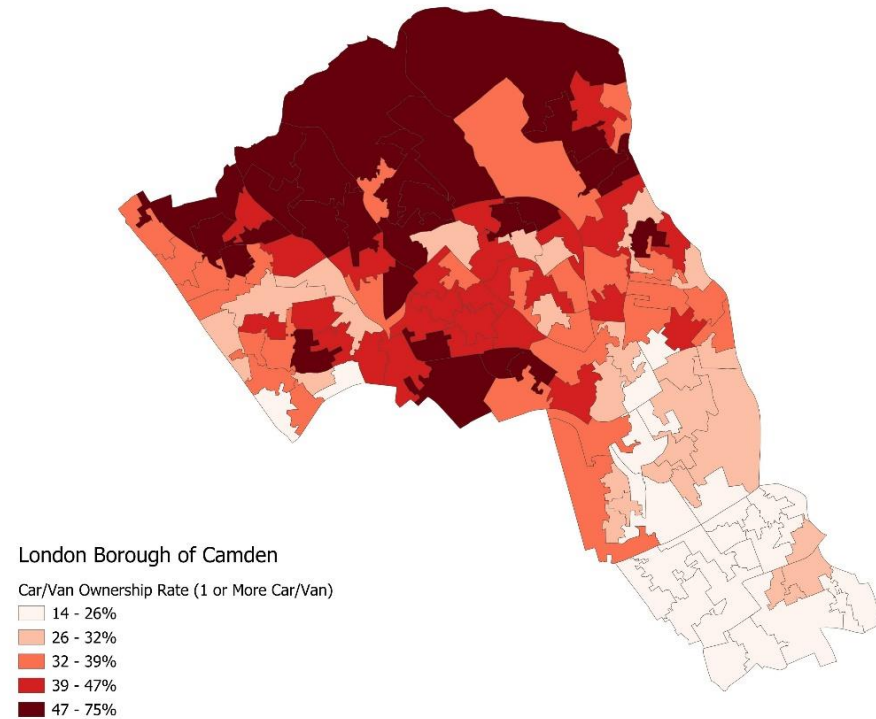 London Borough of Camden
Car/Van Ownership Rate (1 or More Car/Van)
14 - 26%
26 - 32%
32 - 39%
39 - 47%
47 - 75%